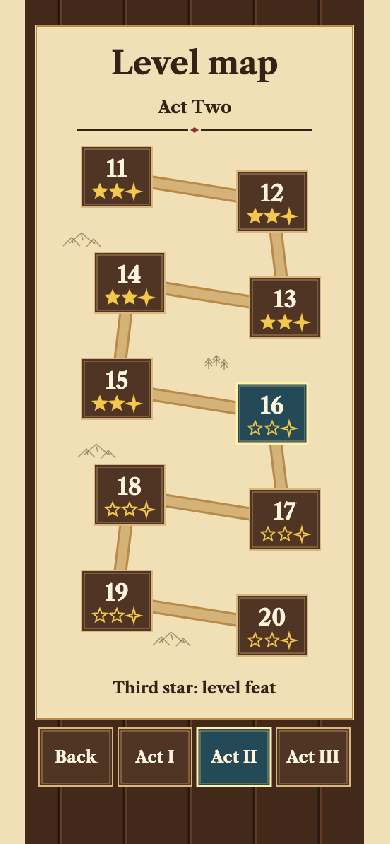 Level map
Act Two
11
12
14
13
15
16
18
17
19
20
Third star: level feat
Back
Act I
Act II
Act III